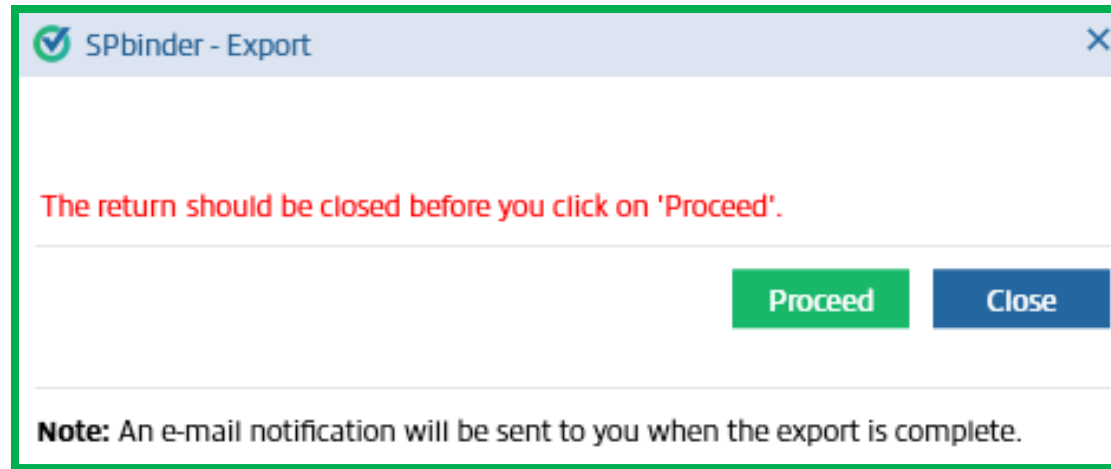 SPbinder - Export
The return should be closed before you click on 'Proceed'.
Proceed Close
Note: An e-mail notification will be sent to you when the export is complete.